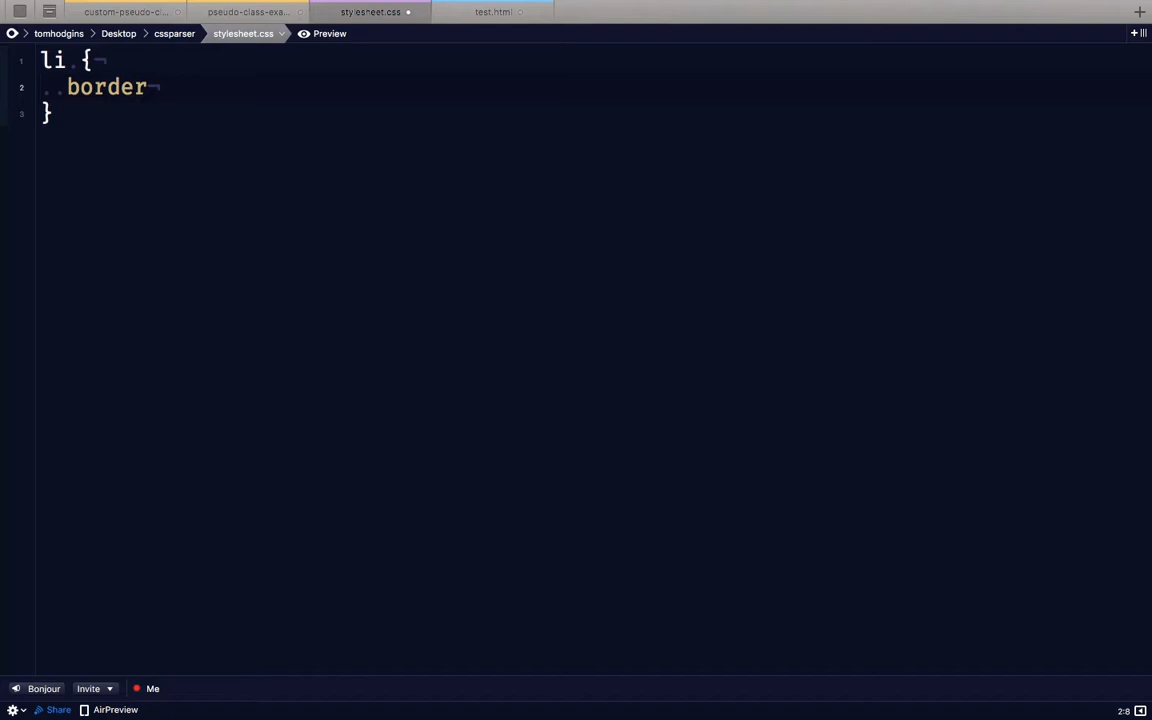 custom-pseudo-cl... pseudo-class-exa... stylesheet.css test.html
tomhodgins Desktop cssparser stylesheet.css Preview
1 li {
2 border
3 }
Bonjour Invite Me
Share AirPreview 2:8